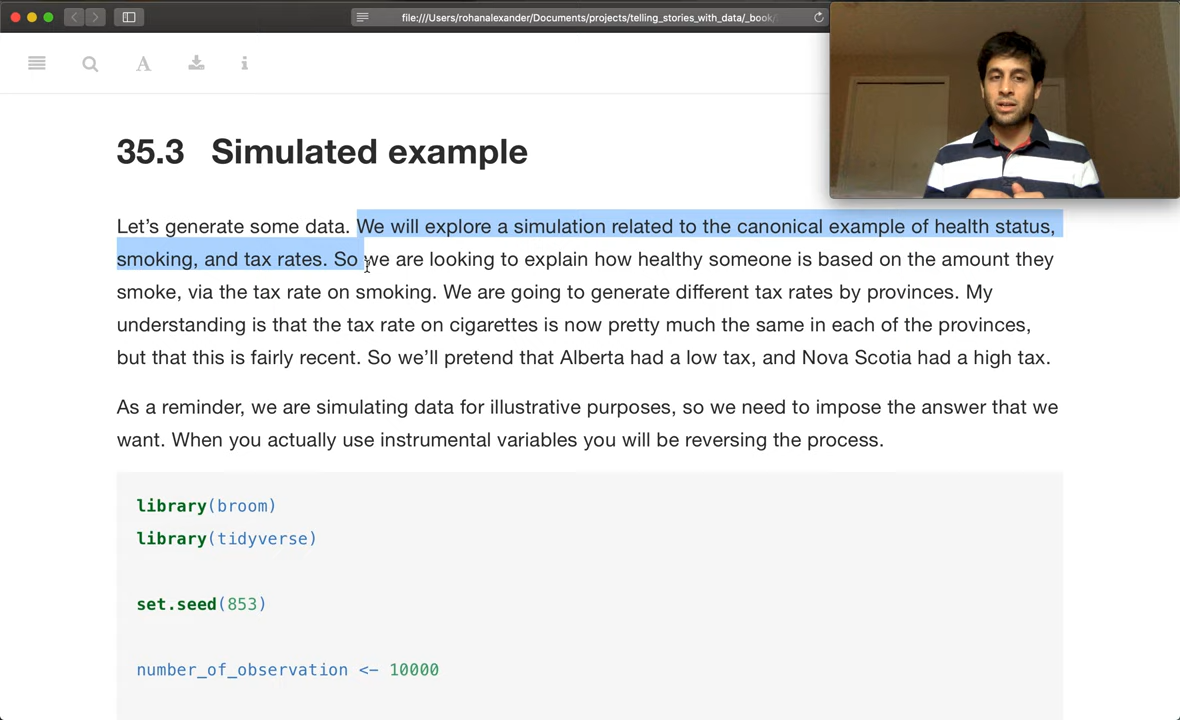 file:///Users/rohanalexander/Documents/projects/telling_stories_with_data/_book/
35.3 Simulated example
Let’s generate some data. We will explore a simulation related to the canonical example of health status,
smoking, and tax rates. So we are looking to explain how healthy someone is based on the amount they
smoke, via the tax rate on smoking. We are going to generate different tax rates by provinces. My
understanding is that the tax rate on cigarettes is now pretty much the same in each of the provinces,
but that this is fairly recent. So we’ll pretend that Alberta had a low tax, and Nova Scotia had a high tax.
As a reminder, we are simulating data for illustrative purposes, so we need to impose the answer that we
want. When you actually use instrumental variables you will be reversing the process.
library(broom)
library(tidyverse)
set.seed(853)
number_of_observation <- 10000